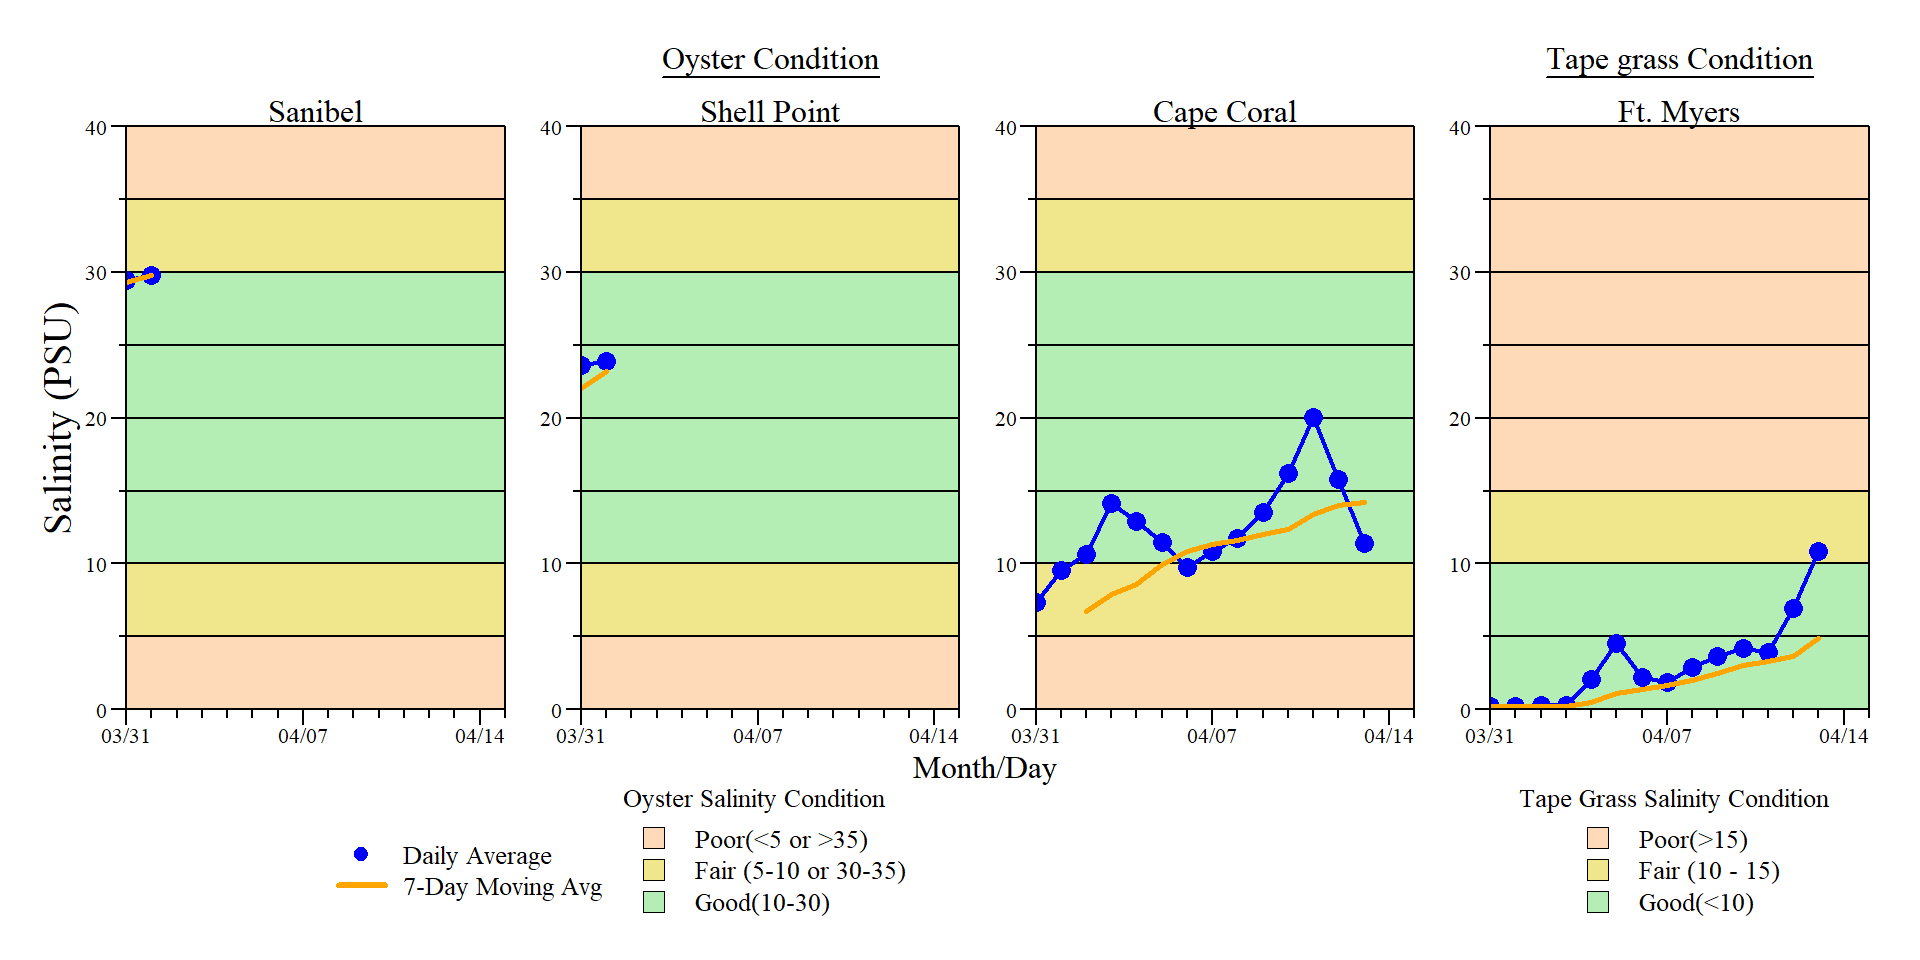 Oyster Condition
Tape grass Condition
Sanibel
Shell Point
Cape Coral
Ft. Myers
Salinity (PSU)
40
30
20
10
0
03/31
04/07
04/14
40
30
20
10
0
03/31
04/07
04/14
40
30
20
10
0
03/31
04/07
04/14
40
30
20
10
0
03/31
04/07
04/14
Month/Day
Daily Average
7-Day Moving Avg
Oyster Salinity Condition
Poor(<5 or >35)
Fair (5-10 or 30-35)
Good(10-30)
Tape Grass Salinity Condition
Poor(>15)
Fair (10 - 15)
Good(<10)